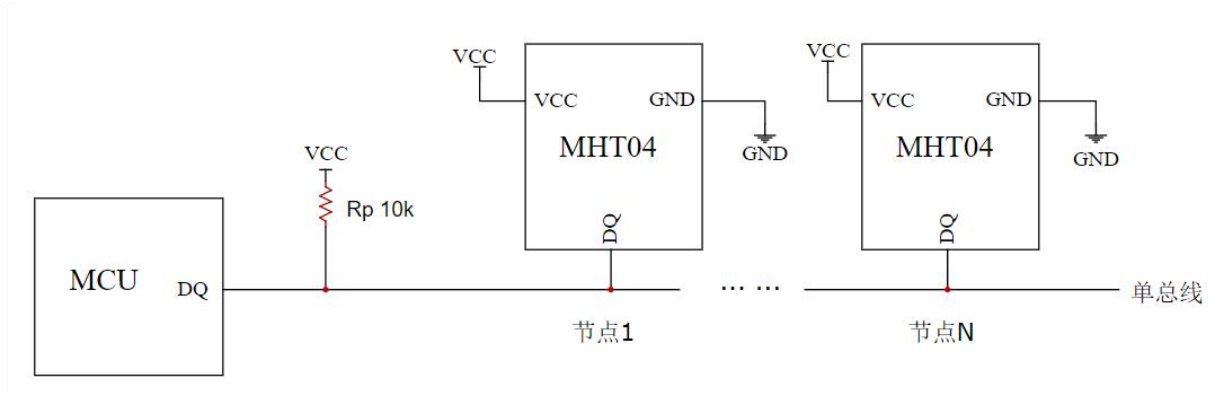 VCC
VCC
VCC
GND
VCC
GND
MHT04
MHT04
VCC
GND
GND
Rp 10k
DQ
DQ
MCU
DQ
... ...
单总线
节点1
节点N